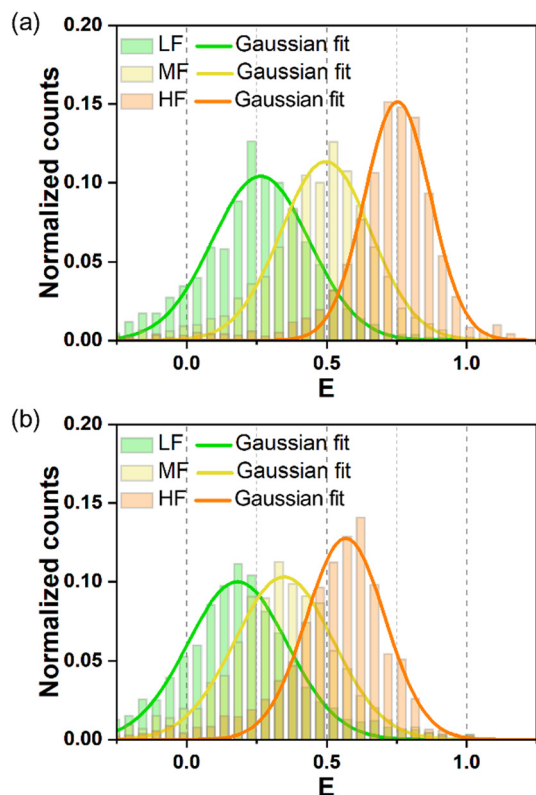 (a)
Normalized counts
0.20
0.15
0.10
0.05
0.00
LF Gaussian fit
MF Gaussian fit
HF Gaussian fit
0.0 0.5 1.0
E
(b)
Normalized counts
0.20
0.15
0.10
0.05
0.00
LF Gaussian fit
MF Gaussian fit
HF Gaussian fit
0.0 0.5 1.0
E